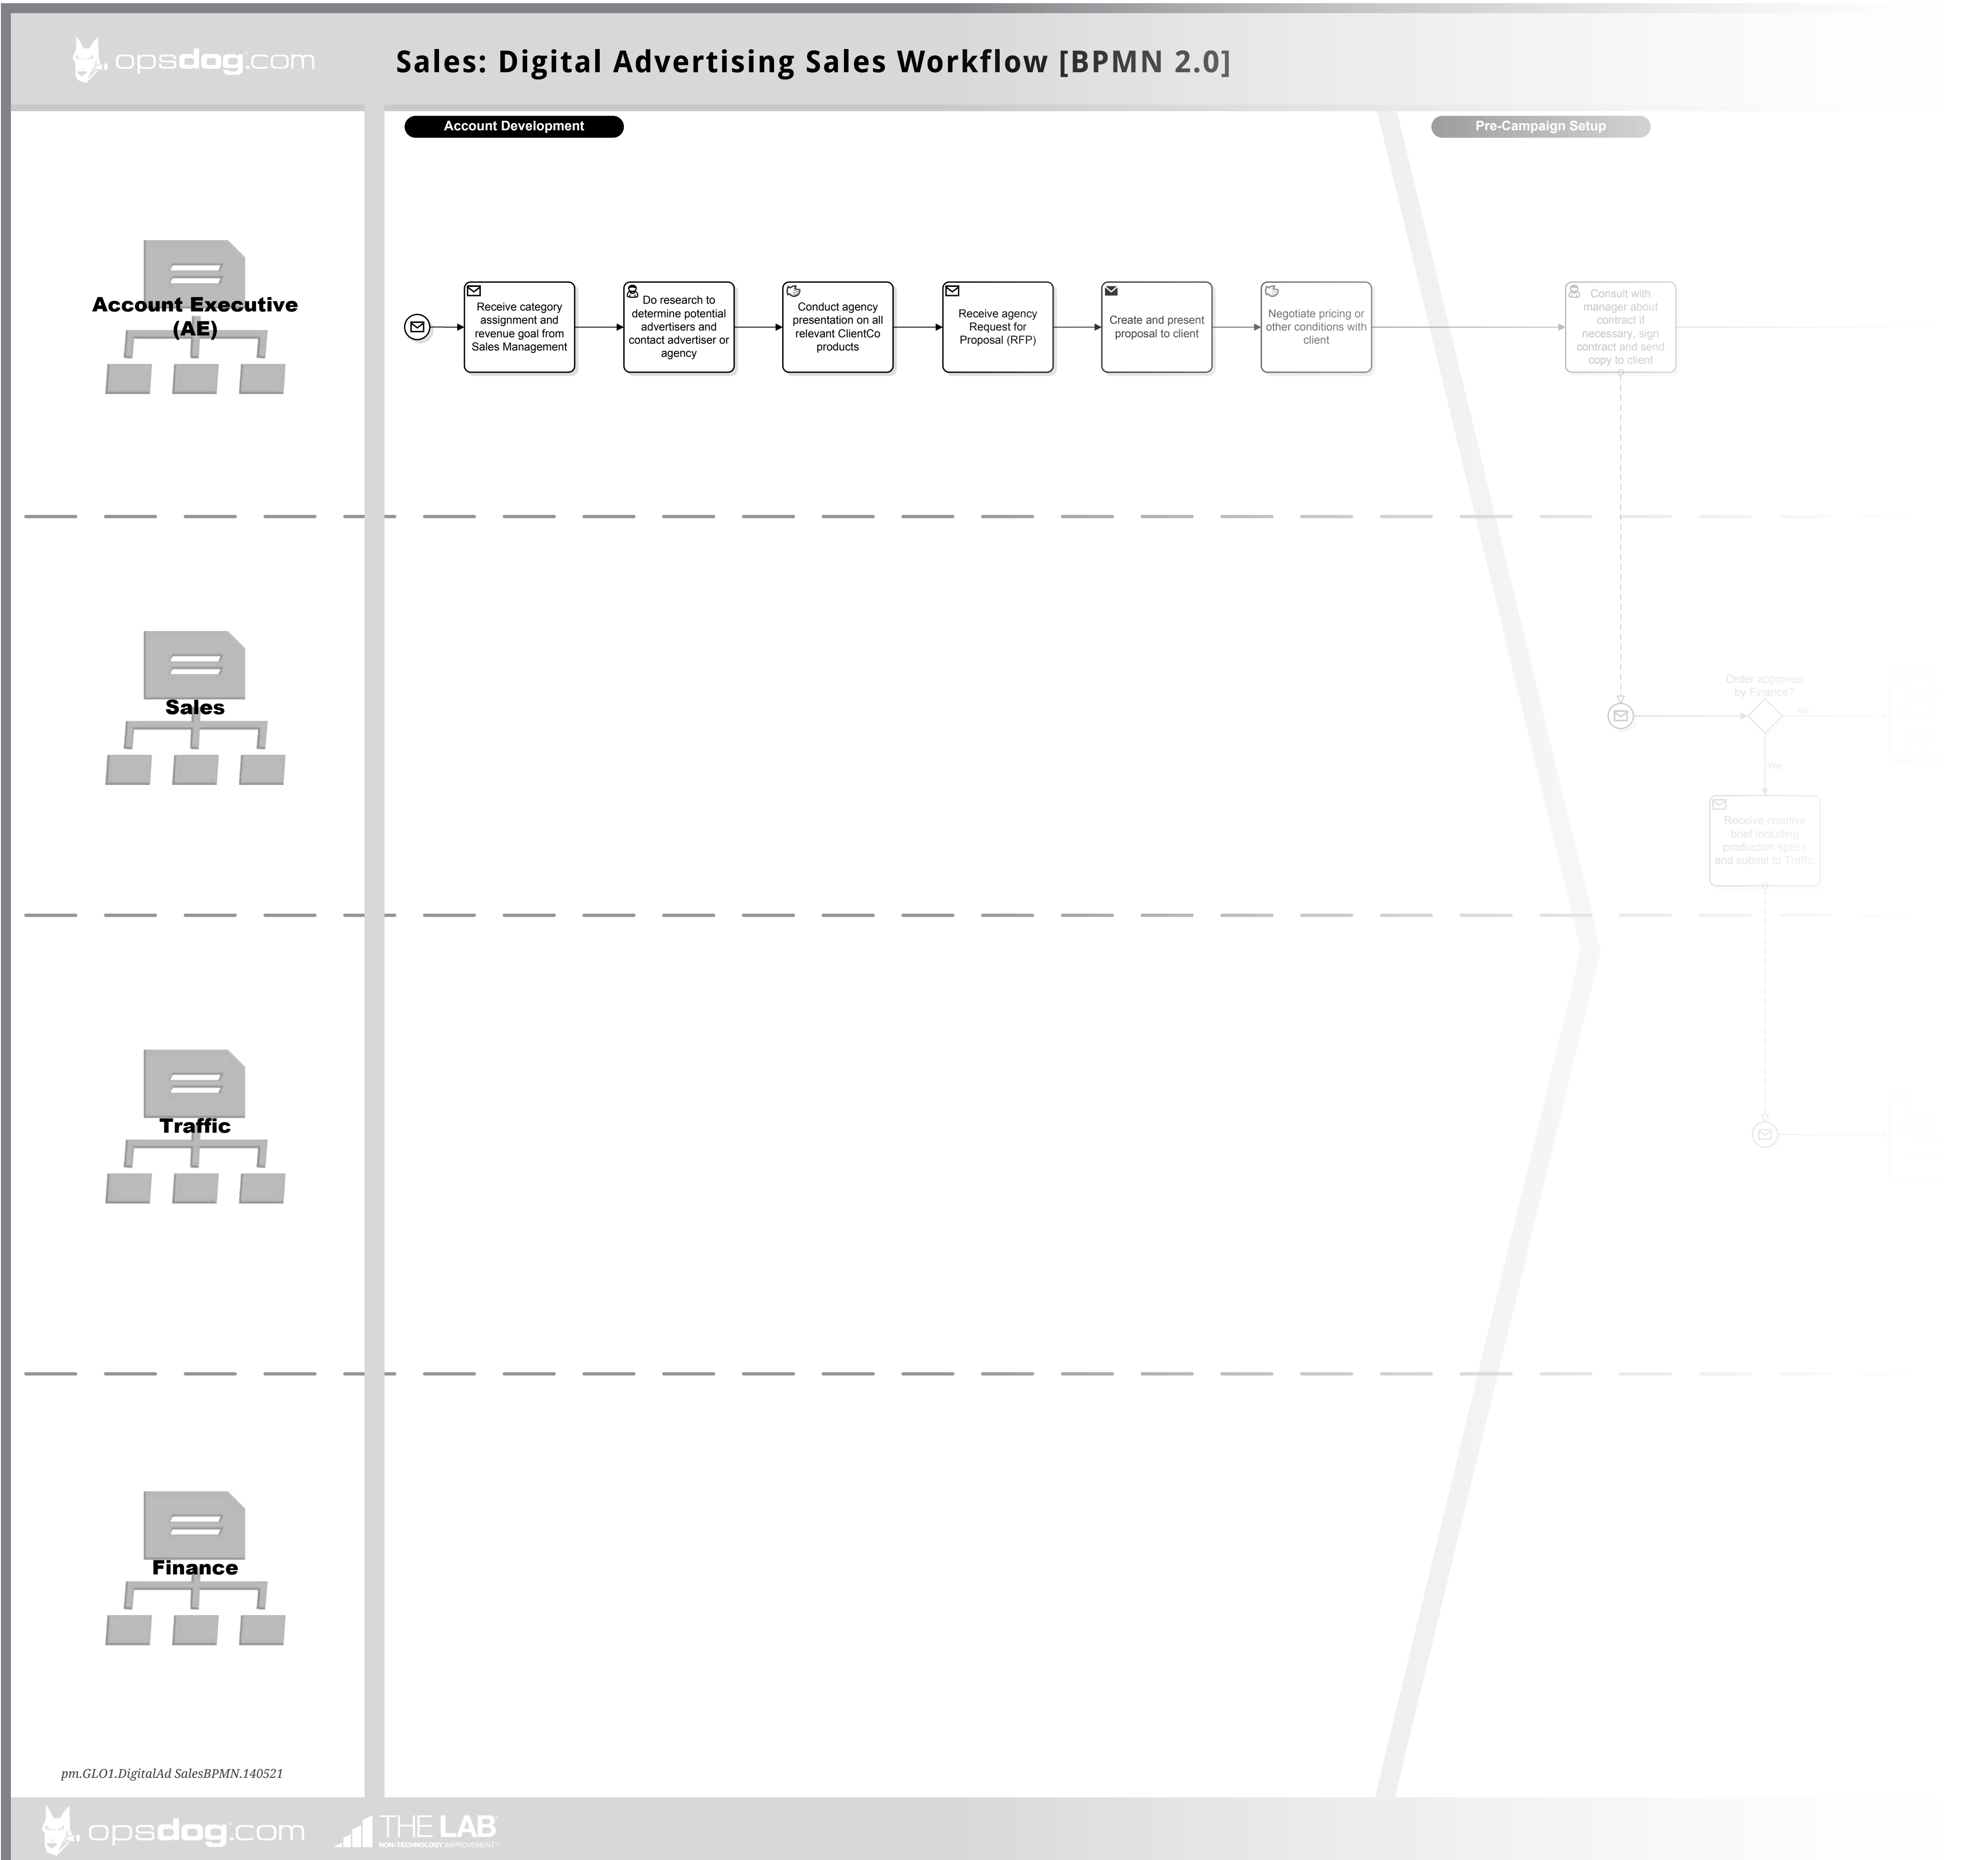 opsdog.com
Sales: Digital Advertising Sales Workflow [BPMN 2.0]
Account Development
Pre-Campaign Setup
Account Executive
(AE)
Receive category
assignment and
revenue goal from
Sales Management
Do research to
determine potential
advertisers and
contact advertiser or
agency
Conduct agency
presentation on all
relevant ClientCo
products
Receive agency
Request for
Proposal (RFP)
Create and present
proposal to client
Negotiate pricing or
other conditions with
client
Consult with
manager about
contract if
necessary, sign
contract and send
copy to client
Sales
Order approved
by Finance?
No
Yes
Receive creative
brief including
production specs
and submit to Traffic
Traffic
Finance
pm.GLO1.DigitalAd SalesBPMN.140521
opsdog.com
THE LAB
NON-TECHNOLOGY IMPROVEMENT